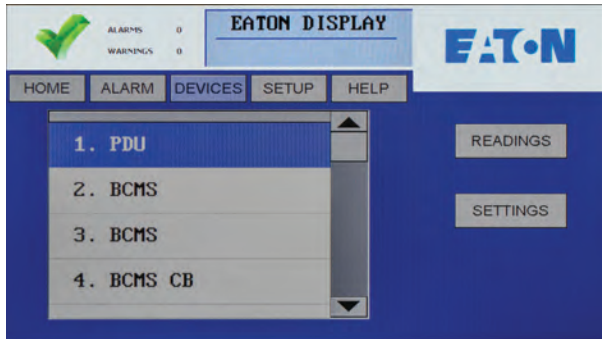 ALARMS 0
WARNINGS 0
EATON DISPLAY
EATON
HOME ALARM DEVICES SETUP HELP
1. PDU
2. BCMS
3. BCMS
4. BCMS CB
READINGS
SETTINGS